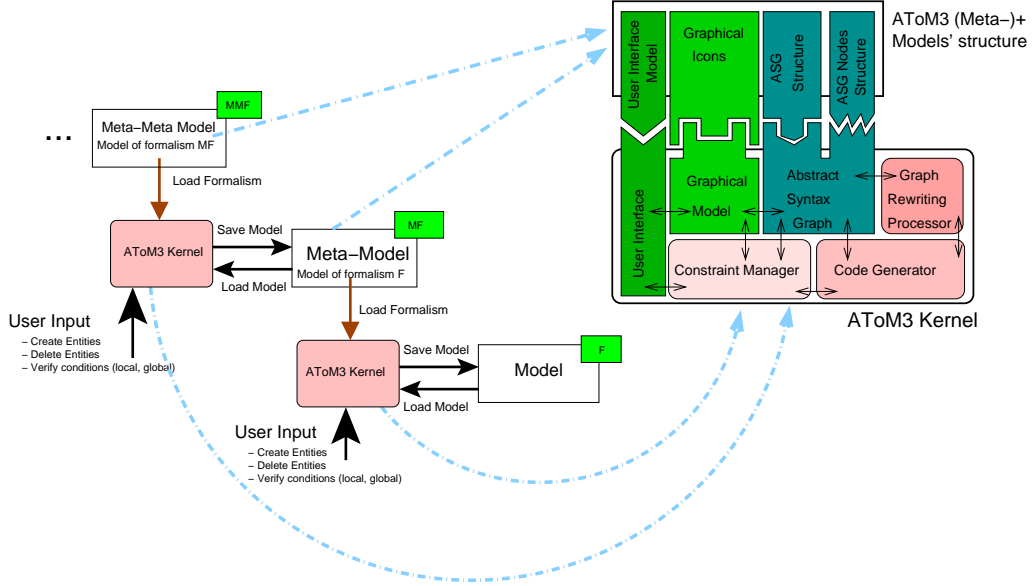 AToM3 (Meta–)+
Models' structure
User Interface
Model
Graphical
Icons
ASG
Structure
ASG Nodes
Structure
MMF
...
Meta–Meta Model
Model of formalism MF
Load Formalism
AToM3 Kernel
Save Model
Load Model
MF
Meta–Model
Model of formalism F
User Input
– Create Entities
– Delete Entities
– Verify conditions (local, global)
Load Formalism
AToM3 Kernel
Save Model
Load Model
F
Model
User Input
– Create Entities
– Delete Entities
– Verify conditions (local, global)
User Interface
Graphical
Model
Abstract
Syntax
Graph
Graph
Rewriting
Processor
Constraint Manager
Code Generator
AToM3 Kernel